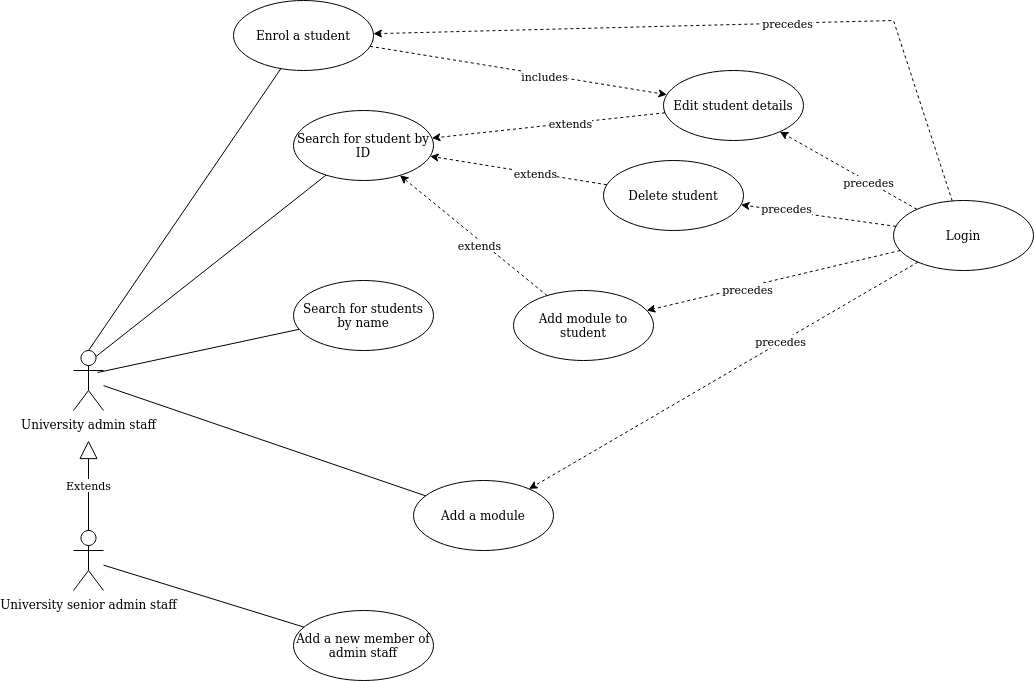 precedes
Enrol a student
includes
Edit student details
extends
Search for student by
ID
extends
precedes
Delete student
precedes
Login
extends
precedes
Search for students
by name
Add module to
student
precedes
University admin staff
Extends
Add a module
University senior admin staff
Add a new member of
admin staff